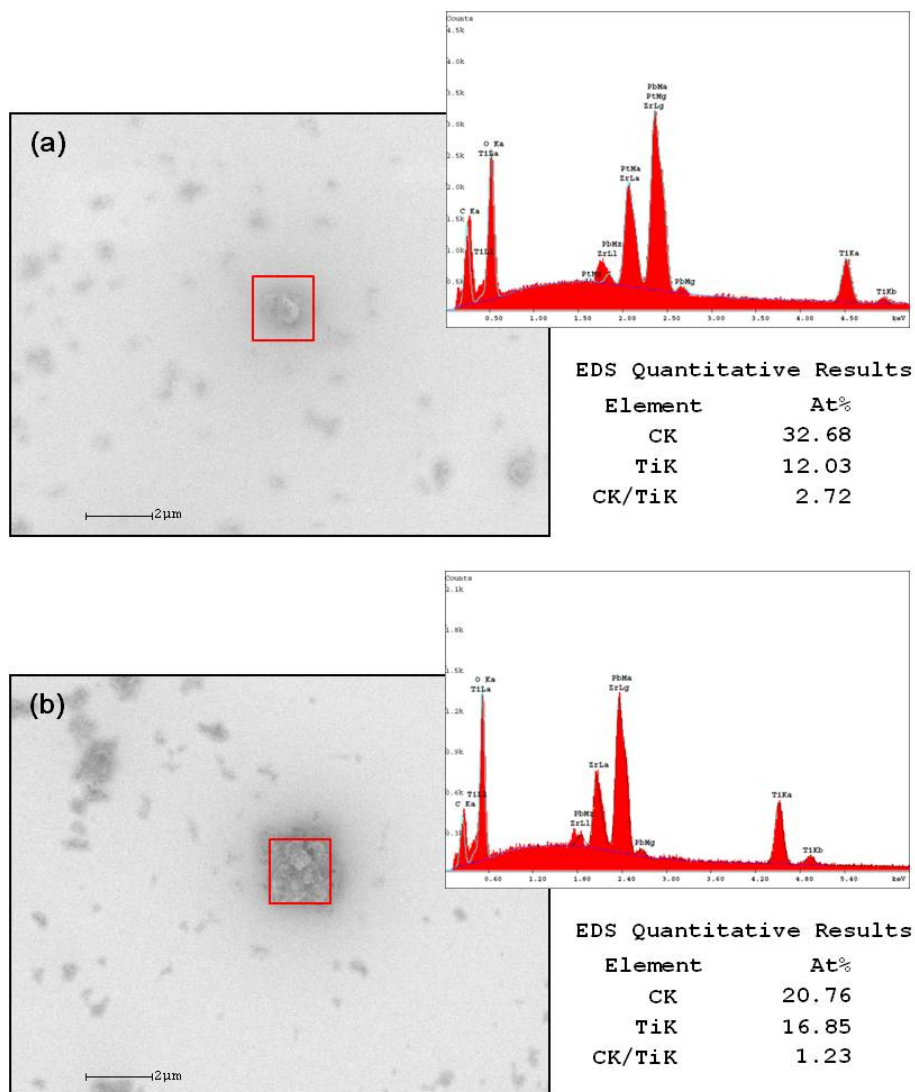 Counts
4.5k
4.0k
3.5k
3.0k
2.5k
2.0k
1.5k
1.0k
0.5k
PbMa
PtMg
ZrLg
O Ka
TiLa
PtMa
ZrLa
C Ka
TiLl
PbMz
ZrLl
PtMz
PbMg
TiKa
TiKb
0.50 1.00 1.50 2.00 2.50 3.00 3.50 4.00 4.50 keV
(a)
2µm
EDS Quantitative Results
Element At%
CK 32.68
TiK 12.03
CK/TiK 2.72
Counts
2.1k
1.8k
1.5k
1.2k
0.9k
0.6k
0.3k
O Ka
TiLa
PbMa
ZrLg
ZrLa
TiLl
C Ka
PbMz
ZrLl
PbMg
TiKa
TiKb
0.60 1.20 1.80 2.40 3.00 3.60 4.20 4.80 5.40 keV
(b)
2µm
EDS Quantitative Results
Element At%
CK 20.76
TiK 16.85
CK/TiK 1.23